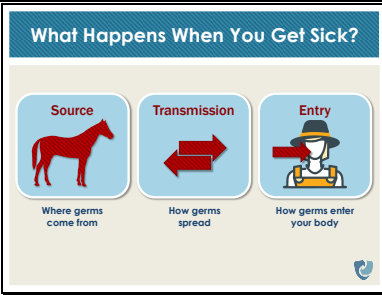 What Happens When You Get Sick?
Source
Transmission
Entry
Where germs
come from
How germs
spread
How germs enter
your body